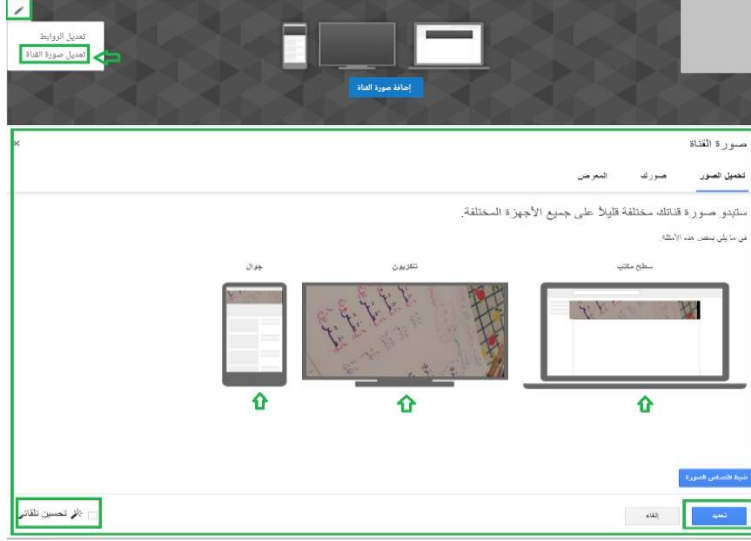 تعديل الروابط
تعديل صورة القناة
إضافة صورة القناة
صورة القناة
×
تحميل الصور
صورك
المعرض
ستبدو صورة قناتك مختلفة قليلاً على جميع الأجهزة المختلفة.
في ما يلي بعض هذه الأمثلة.
سطح مكتب
تلفزيون
جوال
ضبط اقتصاص الصورة
تحديد
إلغاء
تحسين تلقائي